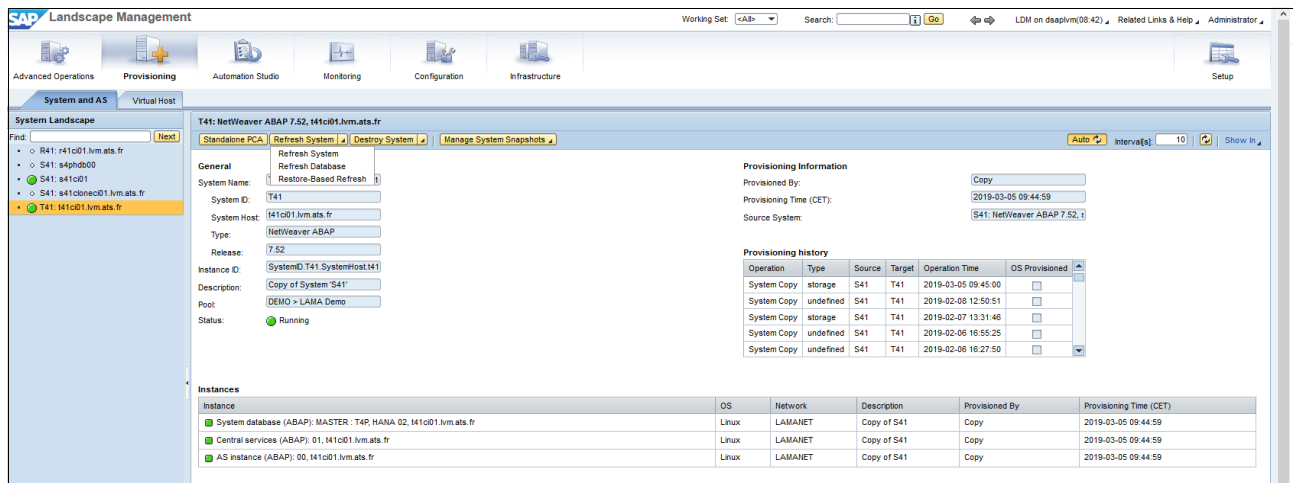 SAP Landscape Management
Working Set: <All> Search: Go LDM on dsaplvm(08:42) Related Links & Help Administrator
Advanced Operations Provisioning Automation Studio Monitoring Configuration Infrastructure Setup
System and AS Virtual Host
System Landscape
Find: Next
R41: r41ci01.lvm.ats.fr
S41: s4phdb00
S41: s41ci01
S41: s41cloneci01.lvm.ats.fr
T41: t41ci01.lvm.ats.fr
T41: NetWeaver ABAP 7.52, t41ci01.lvm.ats.fr
Standalone PCA Refresh System Destroy System Manage System Snapshots Auto Interval[s]: 10 Show In
Refresh System
Refresh Database
Restore-Based Refresh
General
System Name:
System ID: T41
System Host: t41ci01.lvm.ats.fr
Type: NetWeaver ABAP
Release: 7.52
Instance ID: SystemID.T41.SystemHost.t41
Description: Copy of System 'S41'
Pool: DEMO > LAMA Demo
Status: Running
Provisioning Information
Provisioned By: Copy
Provisioning Time (CET): 2019-03-05 09:44:59
Source System: S41: NetWeaver ABAP 7.52,
Provisioning history
Operation Type Source Target Operation Time OS Provisioned
System Copy storage S41 T41 2019-03-05 09:45:00
System Copy undefined S41 T41 2019-02-08 12:50:51
System Copy storage S41 T41 2019-02-07 13:31:46
System Copy undefined S41 T41 2019-02-06 16:55:25
System Copy undefined S41 T41 2019-02-06 16:27:50
Instances
Instance OS Network Description Provisioned By Provisioning Time (CET)
System database (ABAP): MASTER : T4P, HANA 02, t41ci01.lvm.ats.fr Linux LAMANET Copy of S41 Copy 2019-03-05 09:44:59
Central services (ABAP): 01, t41ci01.lvm.ats.fr Linux LAMANET Copy of S41 Copy 2019-03-05 09:44:59
AS instance (ABAP): 00, t41ci01.lvm.ats.fr Linux LAMANET Copy of S41 Copy 2019-03-05 09:44:59